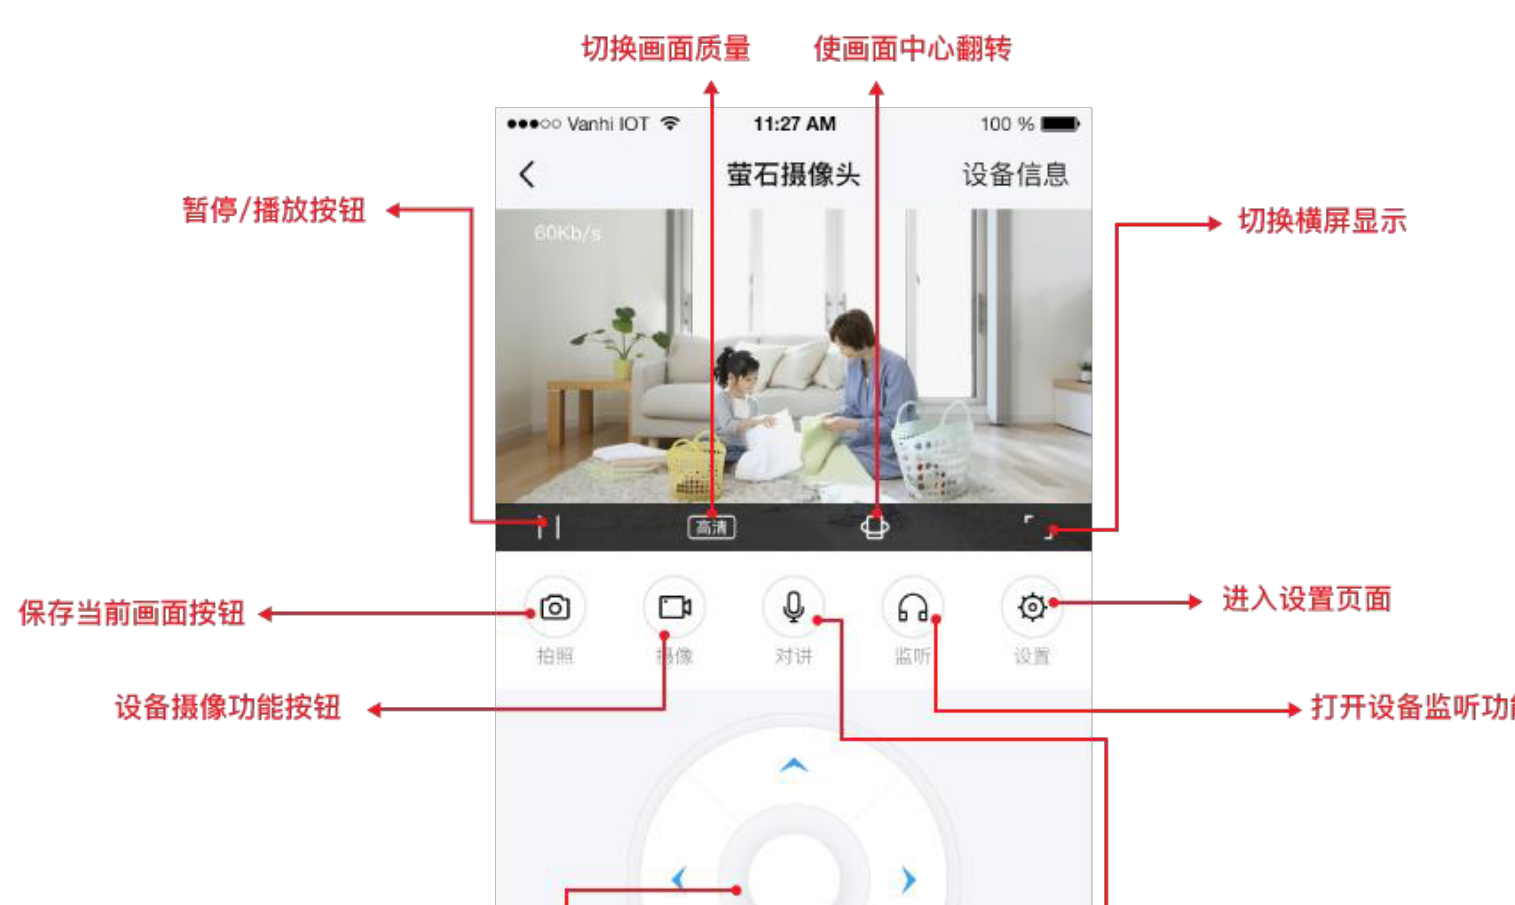 切换画面质量
使画面中心翻转
Vanhi IOT
11:27 AM
100 %
萤石摄像头
设备信息
暂停/播放按钮
切换横屏显示
60Kb/s
高清
保存当前画面按钮
进入设置页面
拍照
摄像
对讲
监听
设置
设备摄像功能按钮
打开设备监听功